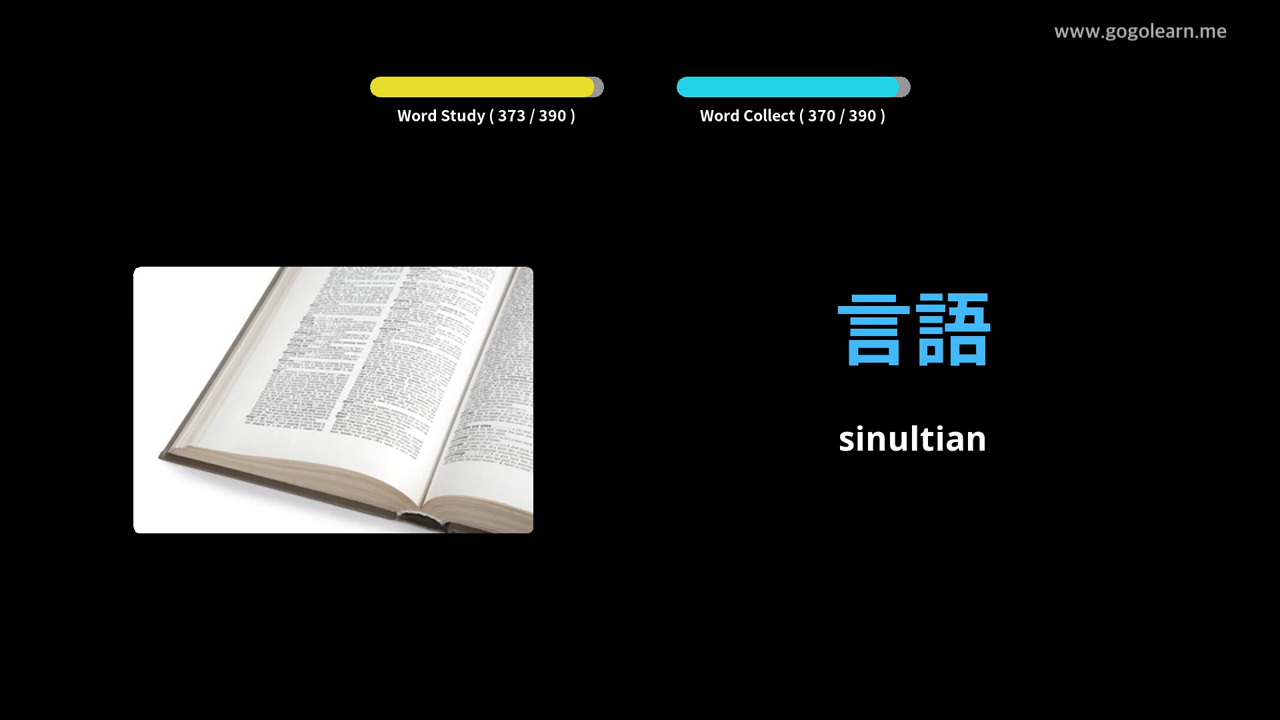 www.gogolearn.me
Word Study ( 373 / 390 )
Word Collect ( 370 / 390 )
言語
sinultian